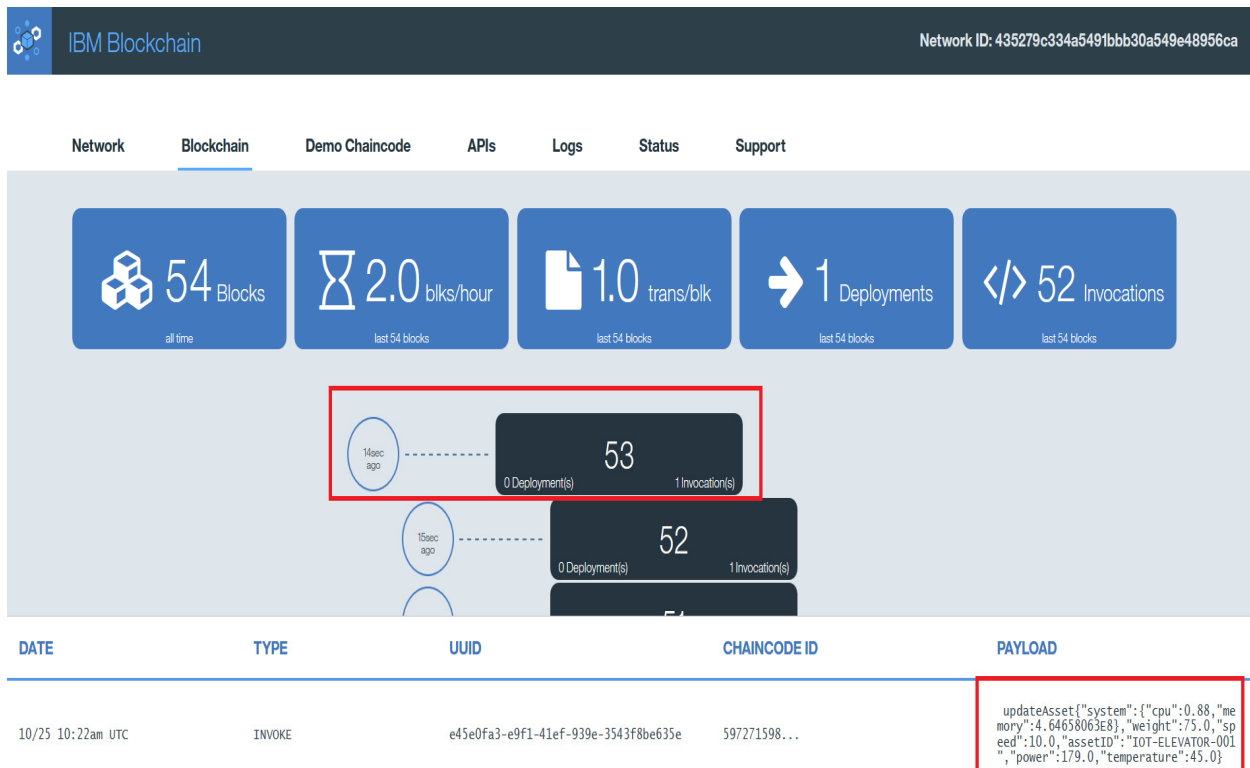 IBM Blockchain
Network ID: 435279c334a5491bbb30a549e48956ca
Network Blockchain Demo Chaincode APIs Logs Status Support
54 Blocks
all time
2.0 blks/hour
last 54 blocks
1.0 trans/blk
last 54 blocks
1 Deployments
last 54 blocks
</> 52 Invocations
last 54 blocks
14sec
ago
53
0 Deployment(s) 1 Invocation(s)
15sec
ago
52
0 Deployment(s) 1 Invocation(s)
DATE TYPE UUID CHAINCODE ID PAYLOAD
10/25 10:22am UTC INVOKE e45e0fa3-e9f1-41ef-939e-3543f8be635e 597271598...
updateAsset{"system":{"cpu":0.88,"me
mory":4.64658063E8},"weight":75.0,"sp
eed":10.0,"assetID":"IOT-ELEVATOR-001
","power":179.0,"temperature":45.0}